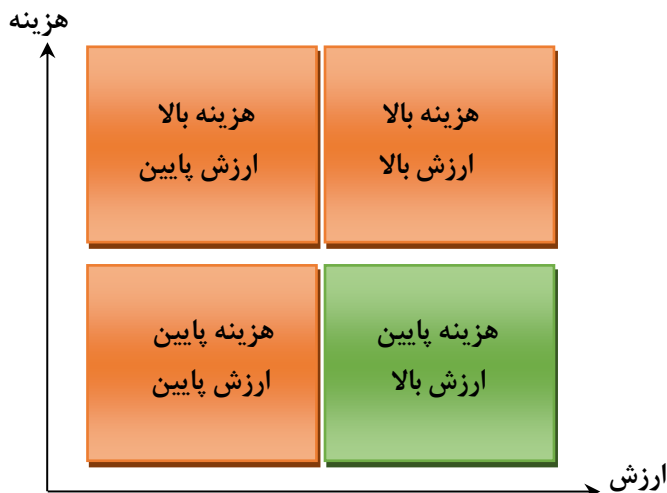 هزینه
هزینه بالا
ارزش بالا
هزینه بالا
ارزش پایین
هزینه پایین
ارزش بالا
هزینه پایین
ارزش پایین
ارزش